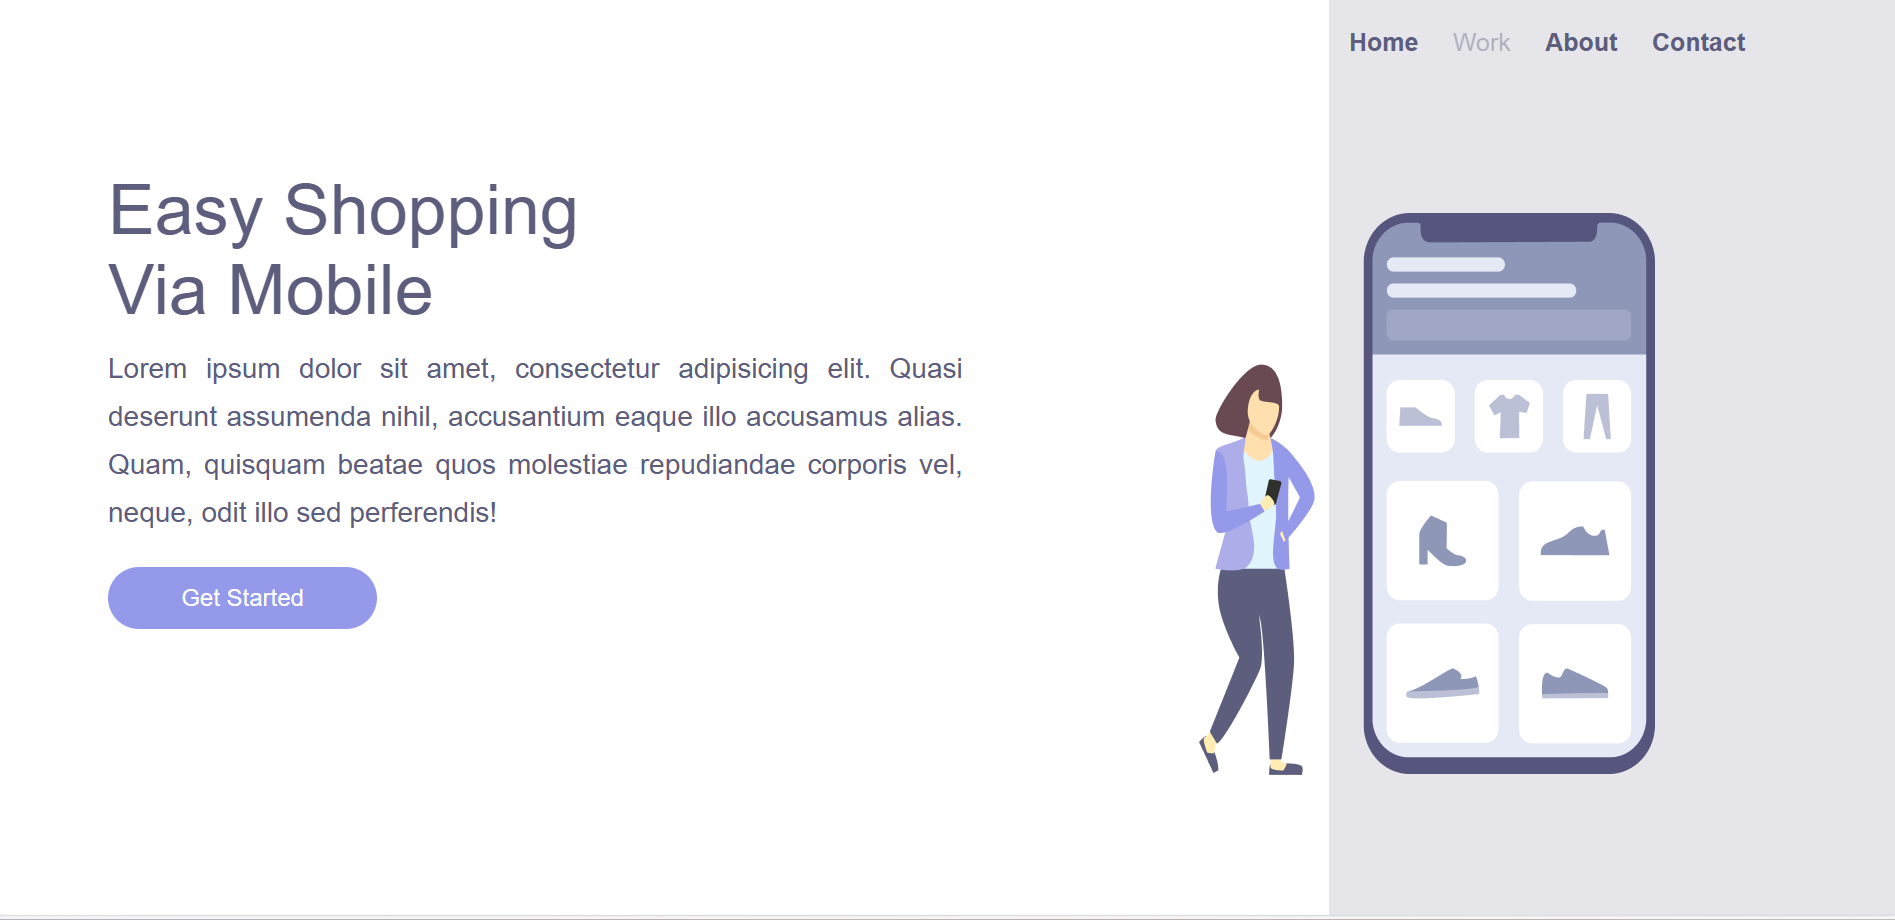 Home Work About Contact
Easy Shopping
Via Mobile
Lorem ipsum dolor sit amet, consectetur adipisicing elit. Quasi
deserunt assumenda nihil, accusantium eaque illo accusamus alias.
Quam, quisquam beatae quos molestiae repudiandae corporis vel,
neque, odit illo sed perferendis!
Get Started